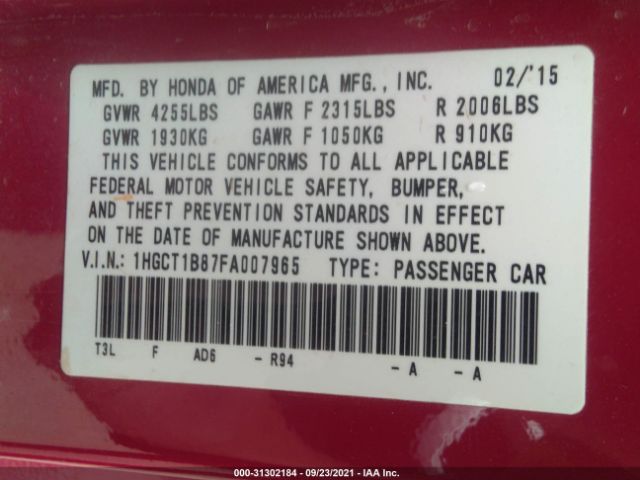 MFD. BY HONDA OF AMERICA MFG., INC. 02/'15
GVWR 4255LBS GAWR F 2315LBS R 2006LBS
GVWR 1930KG GAWR F 1050KG R 910KG
THIS VEHICLE CONFORMS TO ALL APPLICABLE
FEDERAL MOTOR VEHICLE SAFETY, BUMPER,
AND THEFT PREVENTION STANDARDS IN EFFECT
ON THE DATE OF MANUFACTURE SHOWN ABOVE.
V.I.N.: 1HGCT1B87FA007965 TYPE: PASSENGER CAR
T3L F AD6 - R94 - A - A
000-31302184 - 09/23/2021 - IAA Inc.